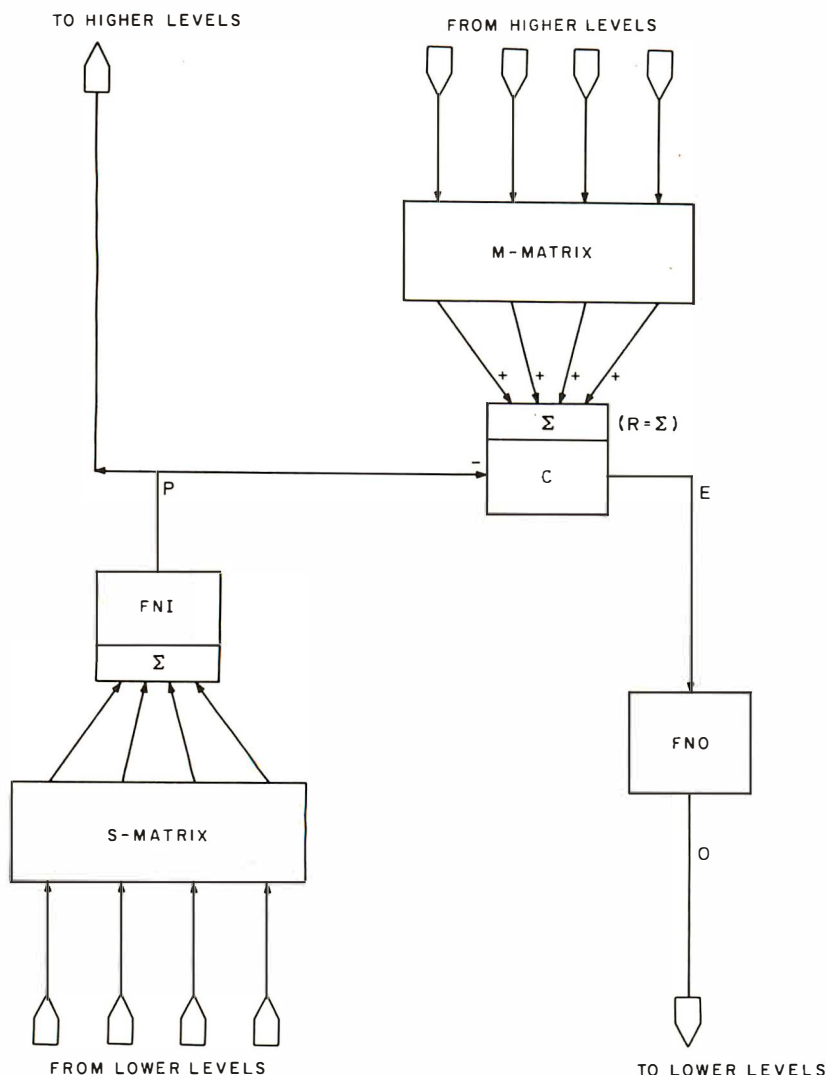 TO HIGHER LEVELS
FROM HIGHER LEVELS
M-MATRIX
+ + + +
Σ
(R=Σ)
-
C
P
E
FNI
Σ
FNO
S-MATRIX
O
FROM LOWER LEVELS
TO LOWER LEVELS